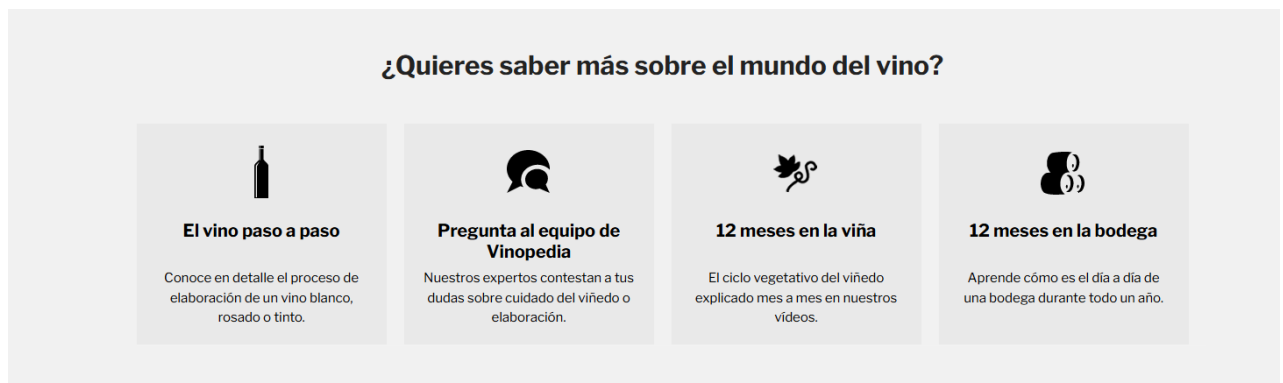 ¿Quieres saber más sobre el mundo del vino?
El vino paso a paso
Conoce en detalle el proceso de
elaboración de un vino blanco,
rosado o tinto.
Pregunta al equipo de
Vinopedia
Nuestros expertos contestan a tus
dudas sobre cuidado del viñedo o
elaboración.
12 meses en la viña
El ciclo vegetativo del viñedo
explicado mes a mes en nuestros
vídeos.
12 meses en la bodega
Aprende cómo es el día a día de
una bodega durante todo un año.